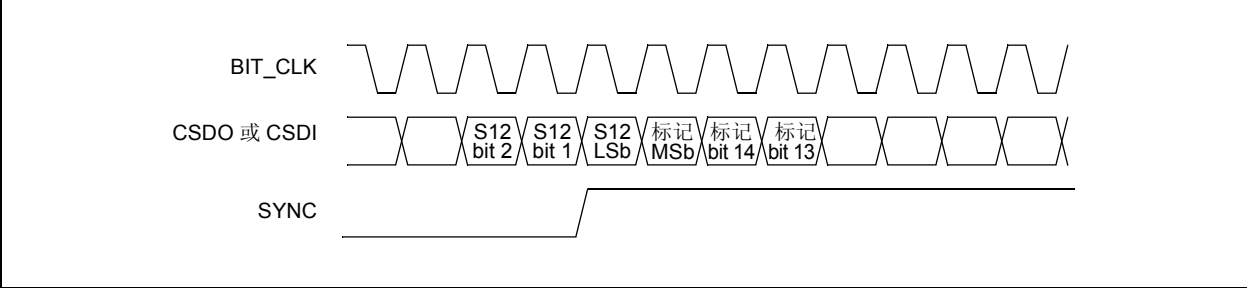 BIT_CLK
CSDO 或 CSDI
S12 bit 2
S12 bit 1
S12 LSb
标记 MSb
标记 bit 14
标记 bit 13
SYNC